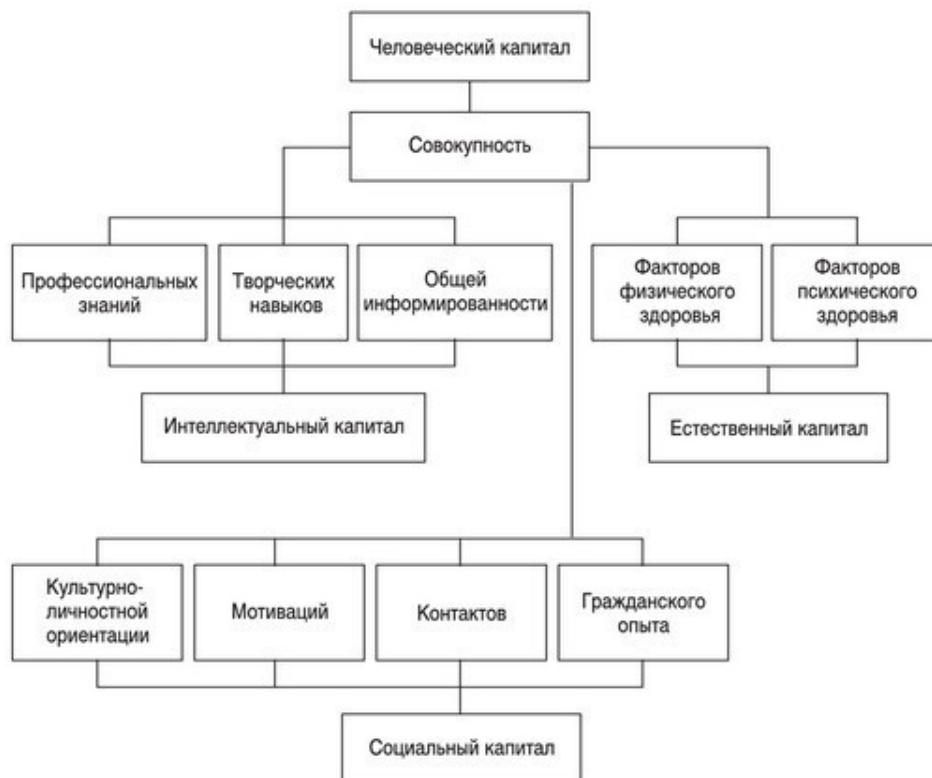 Человеческий капитал
Совокупность
Профессиональных
знаний
Творческих
навыков
Общей
информированности
Факторов
физического
здоровья
Факторов
психического
здоровья
Интеллектуальный капитал
Естественный капитал
Культурно-
личностной
ориентации
Мотиваций
Контактов
Гражданского
опыта
Социальный капитал